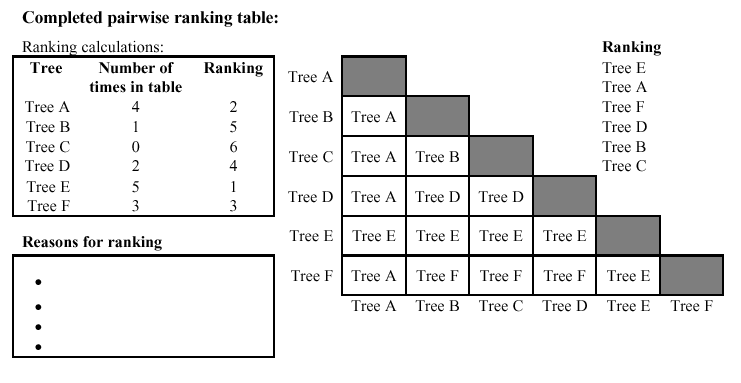 Completed pairwise ranking table:
Ranking calculations:
Tree Number of times in table Ranking
Tree A 4 2
Tree B 1 5
Tree C 0 6
Tree D 2 4
Tree E 5 1
Tree F 3 3
Reasons for ranking
Tree A
Tree B Tree A
Tree C Tree A Tree B
Tree D Tree A Tree D Tree D
Tree E Tree E Tree E Tree E Tree E
Tree F Tree A Tree F Tree F Tree F Tree E
Tree A Tree B Tree C Tree D Tree E Tree F
Ranking
Tree E
Tree A
Tree F
Tree D
Tree B
Tree C